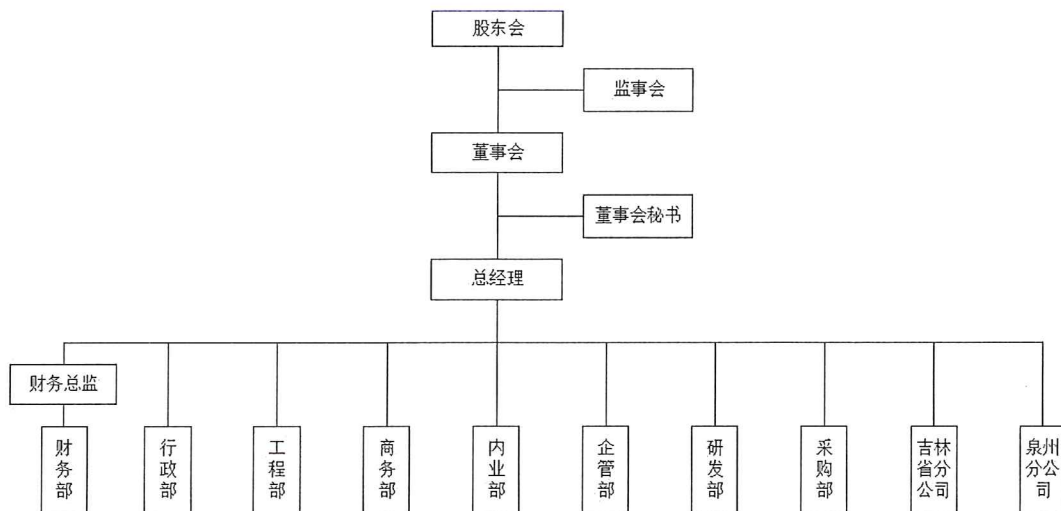 股东会
监事会
董事会
董事会秘书
总经理
财务总监
财务部
行政部
工程部
商务部
内业部
企管部
研发部
采购部
吉林省分公司
泉州分公司